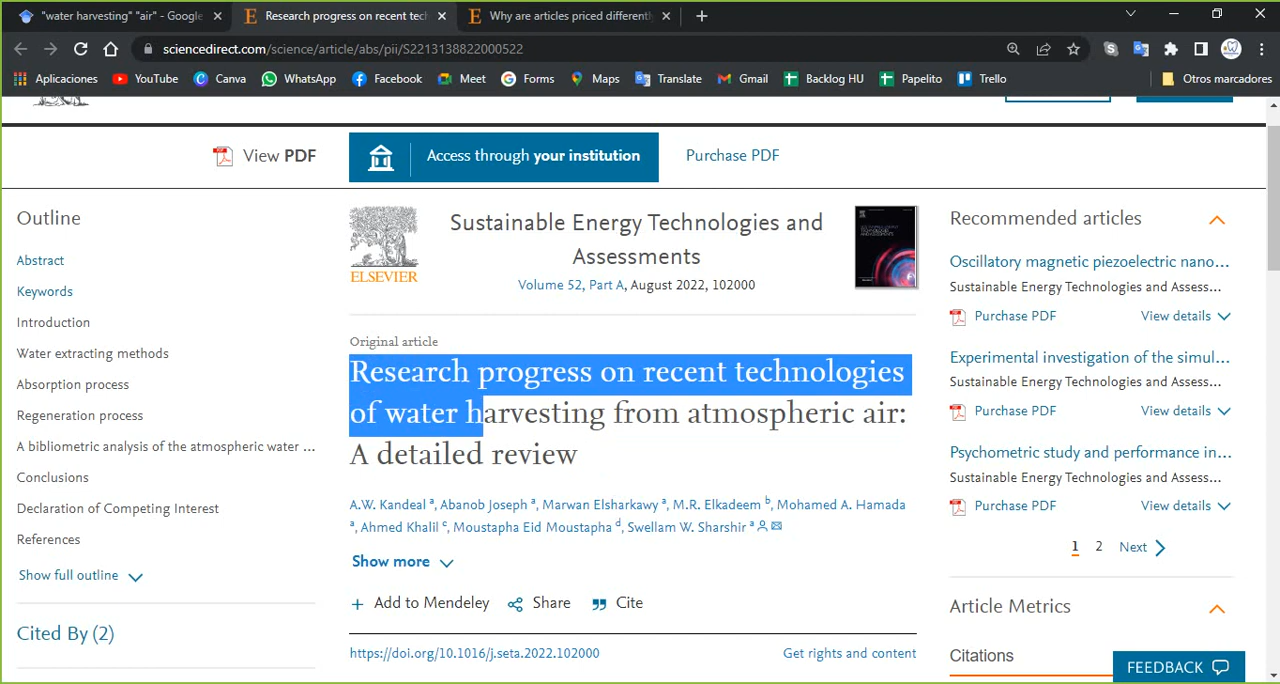 "water harvesting" "air" - Google
Research progress on recent tech
Why are articles priced differently
sciencedirect.com/science/article/abs/pii/S2213138822000522
Aplicaciones
YouTube
Canva
WhatsApp
Facebook
Meet
Forms
Maps
Translate
Gmail
Backlog HU
Papelito
Trello
Otros marcadores
View PDF
Access through your institution
Purchase PDF
Outline
Abstract
Keywords
Introduction
Water extracting methods
Absorption process
Regeneration process
A bibliometric analysis of the atmospheric water ...
Conclusions
Declaration of Competing Interest
References
Show full outline
Cited By (2)
ELSEVIER
Sustainable Energy Technologies and
Assessments
Volume 52, Part A, August 2022, 102000
Original article
Research progress on recent technologies
of water harvesting from atmospheric air:
A detailed review
A.W. Kandeal a, Abanob Joseph a, Marwan Elsharkawy a, M.R. Elkadeem b, Mohamed A. Hamada
a, Ahmed Khalil c, Moustapha Eid Moustapha d, Swellam W. Sharshir a
Show more
Add to Mendeley
Share
Cite
https://doi.org/10.1016/j.seta.2022.102000
Get rights and content
Recommended articles
Oscillatory magnetic piezoelectric nano...
Sustainable Energy Technologies and Assess...
Purchase PDF
View details
Experimental investigation of the simul...
Sustainable Energy Technologies and Assess...
Purchase PDF
View details
Psychometric study and performance in...
Sustainable Energy Technologies and Assess...
Purchase PDF
View details
1 2 Next
Article Metrics
Citations
FEEDBACK